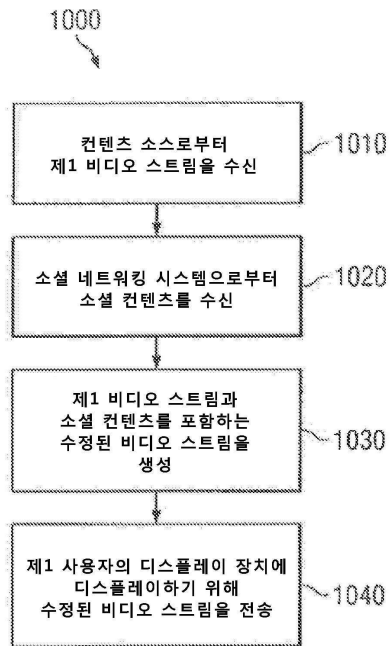 1000
컨텐츠 소스로부터
제1 비디오 스트림을 수신
1010
소셜 네트워킹 시스템으로부터
소셜 컨텐츠를 수신
1020
제1 비디오 스트림과
소셜 컨텐츠를 포함하는
수정된 비디오 스트림을
생성
1030
제1 사용자의 디스플레이 장치에
디스플레이하기 위해
수정된 비디오 스트림을 전송
1040